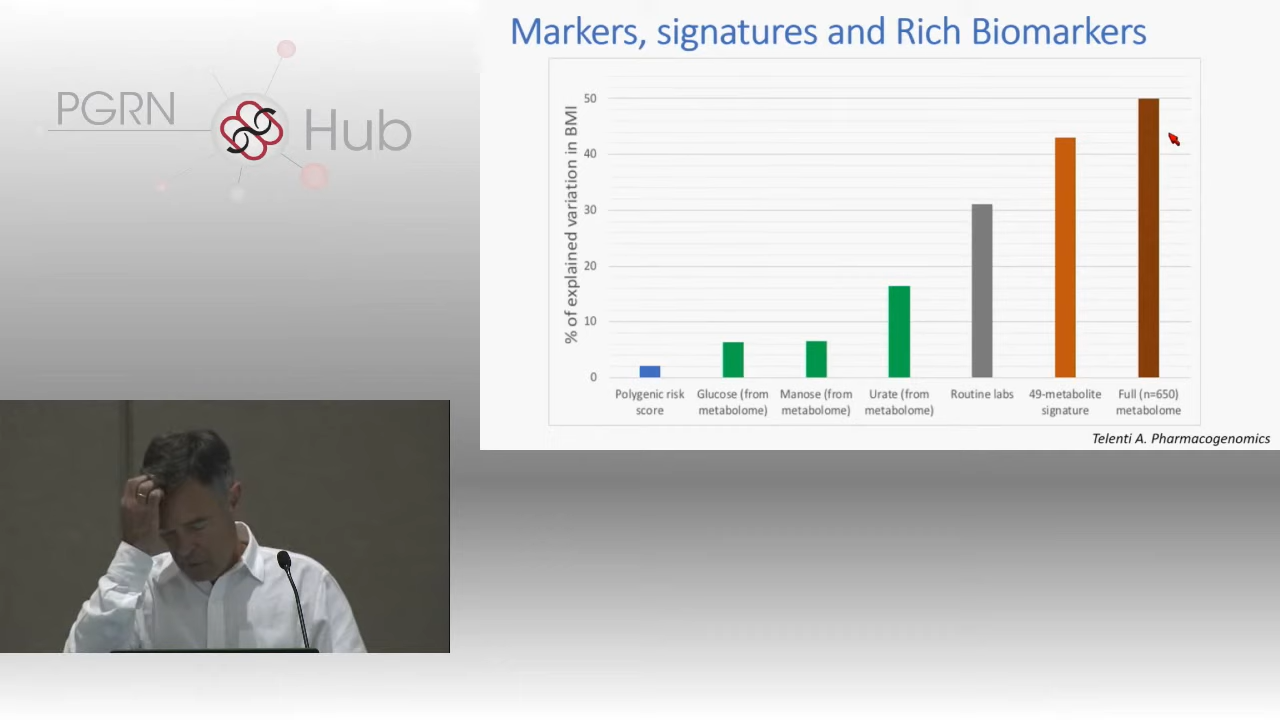 PGRN
Hub
Markers, signatures and Rich Biomarkers
% of explained variation in BMI
50
40
30
20
10
0
Polygenic risk
score
Glucose (from
metabolome)
Manose (from
metabolome)
Urate (from
metabolome)
Routine labs
49-metabolite
signature
Full (n=650)
metabolome
Telenti A. Pharmacogenomics